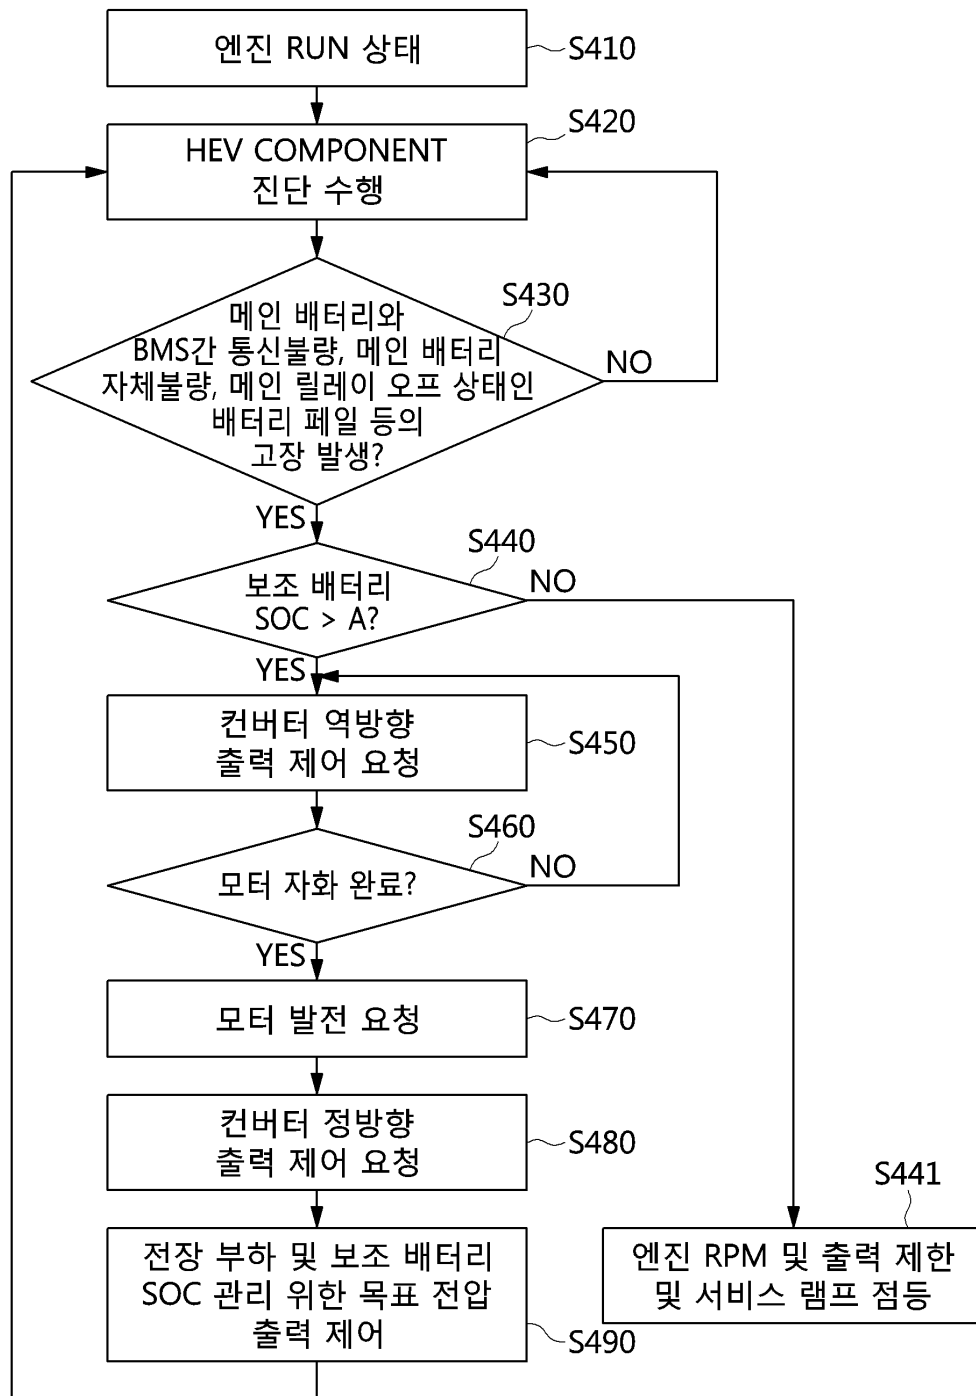 엔진 RUN 상태
S410
HEV COMPONENT
진단 수행
S420
메인 배터리와
BMS간 통신불량, 메인 배터리
자체불량, 메인 릴레이 오프 상태인
배터리 페일 등의
고장 발생?
S430
NO
YES
보조 배터리
SOC > A?
S440
NO
YES
컨버터 역방향
출력 제어 요청
S450
모터 자화 완료?
S460
NO
YES
모터 발전 요청
S470
컨버터 정방향
출력 제어 요청
S480
전장 부하 및 보조 배터리
SOC 관리 위한 목표 전압
출력 제어
S490
S441
엔진 RPM 및 출력 제한
및 서비스 램프 점등